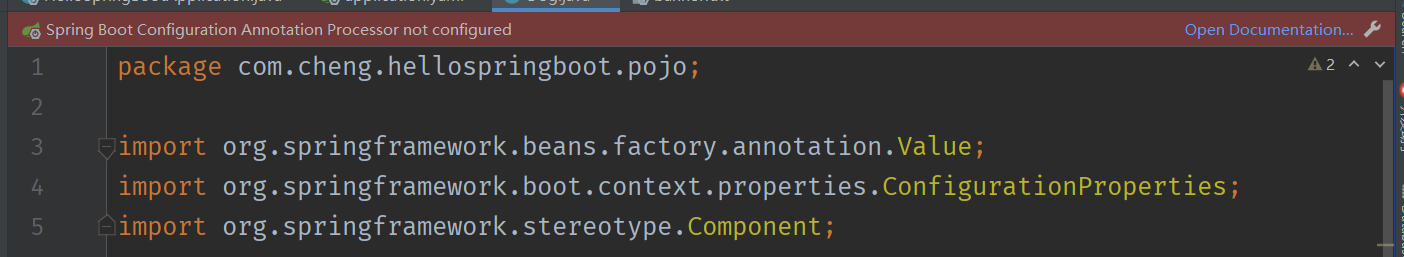 Spring Boot Configuration Annotation Processor not configured
Open Documentation...
1 package com.cheng.hellospringboot.pojo;
2
2
3 import org.springframework.beans.factory.annotation.Value;
4 import org.springframework.boot.context.properties.ConfigurationProperties;
5 import org.springframework.stereotype.Component;